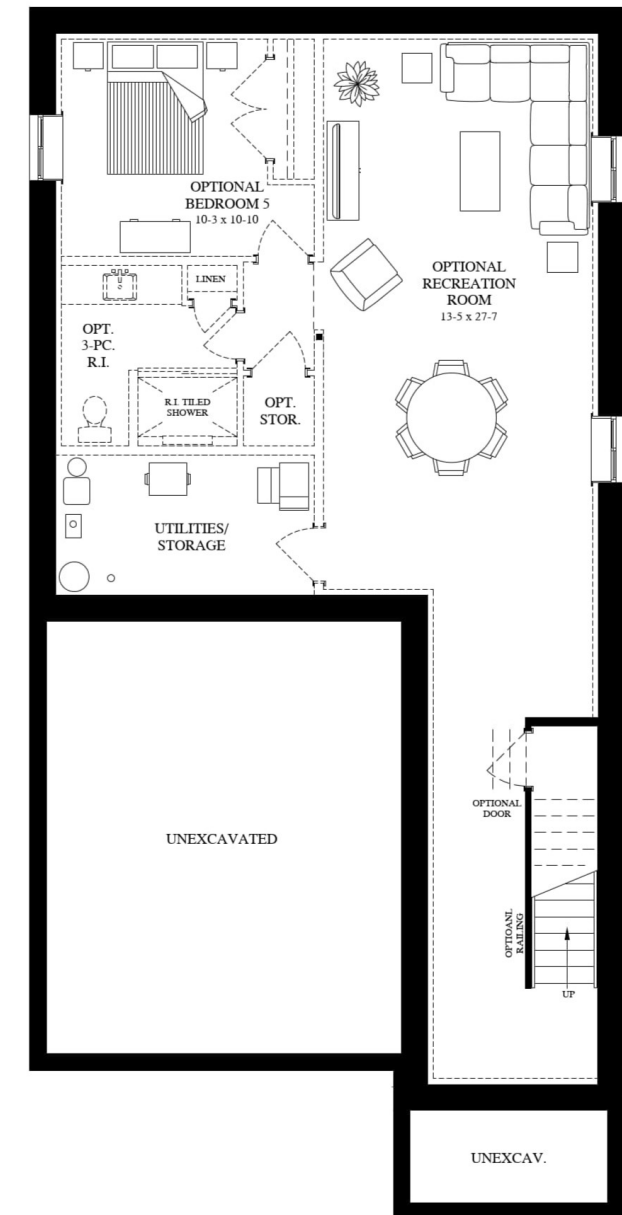 OPTIONAL
BEDROOM 5
10-3 x 10-10
OPTIONAL
RECREATION
ROOM
13-5 x 27-7
LINEN
OPT.
3-PC.
R.I.
R.I. TILED
SHOWER
OPT.
STOR.
UTILITIES/
STORAGE
UNEXCAVATED
OPTIONAL
DOOR
OPTIOANL
RAILING
UP
UNEXCAV.